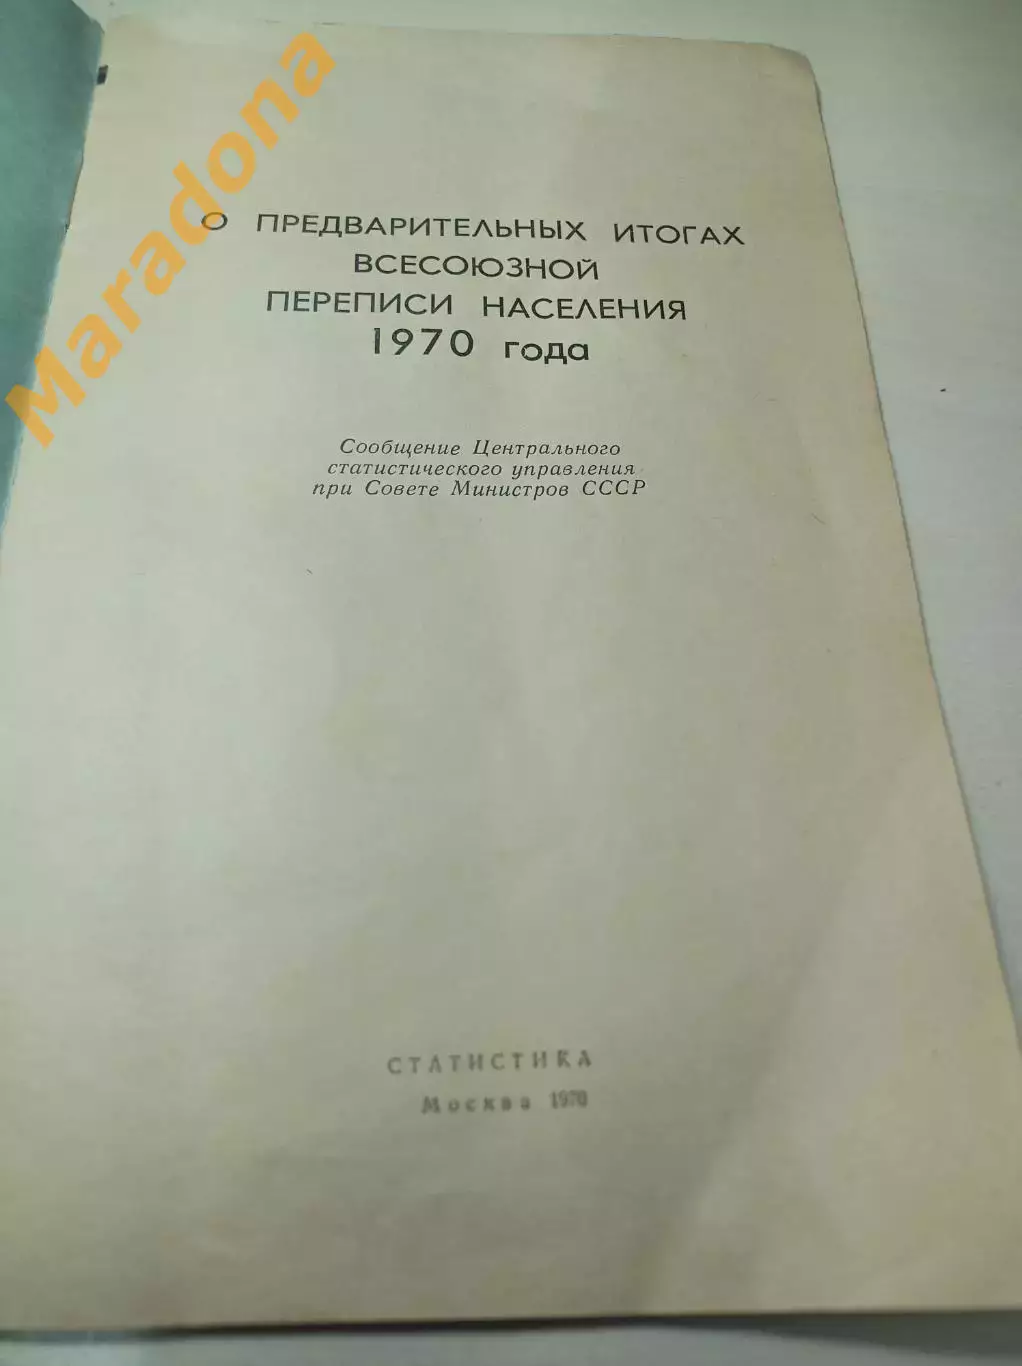 Maradona
О ПРЕДВАРИТЕЛЬНЫХ ИТОГАХ
ВСЕСОЮЗНОЙ
ПЕРЕПИСИ НАСЕЛЕНИЯ
1970 года
Сообщение Центрального
статистического управления
при Совете Министров СССР
СТАТИСТИКА
Москва 1970